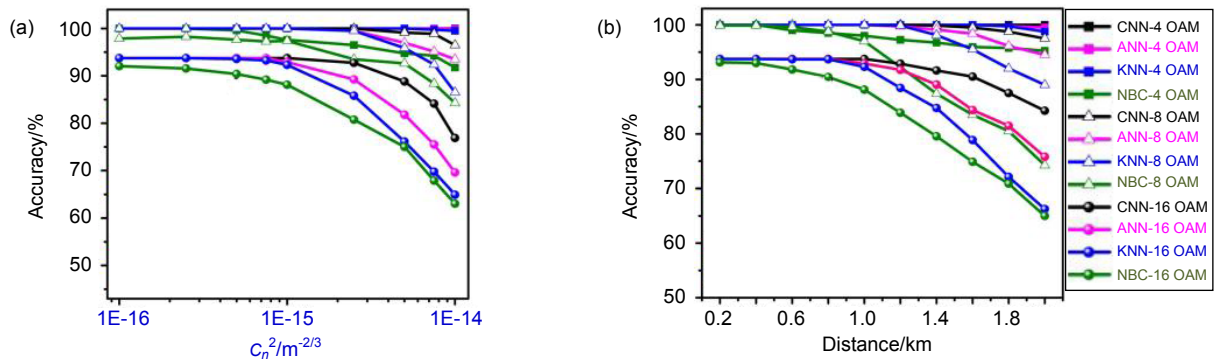 (a)
Accuracy/%
100
90
80
70
60
50
1E-16
1E-15
1E-14
Cn²/m⁻²/³
(b)
Accuracy/%
100
90
80
70
60
50
0.2
0.6
1.0
1.4
1.8
Distance/km
CNN-4 OAM
ANN-4 OAM
KNN-4 OAM
NBC-4 OAM
CNN-8 OAM
ANN-8 OAM
KNN-8 OAM
NBC-8 OAM
CNN-16 OAM
ANN-16 OAM
KNN-16 OAM
NBC-16 OAM